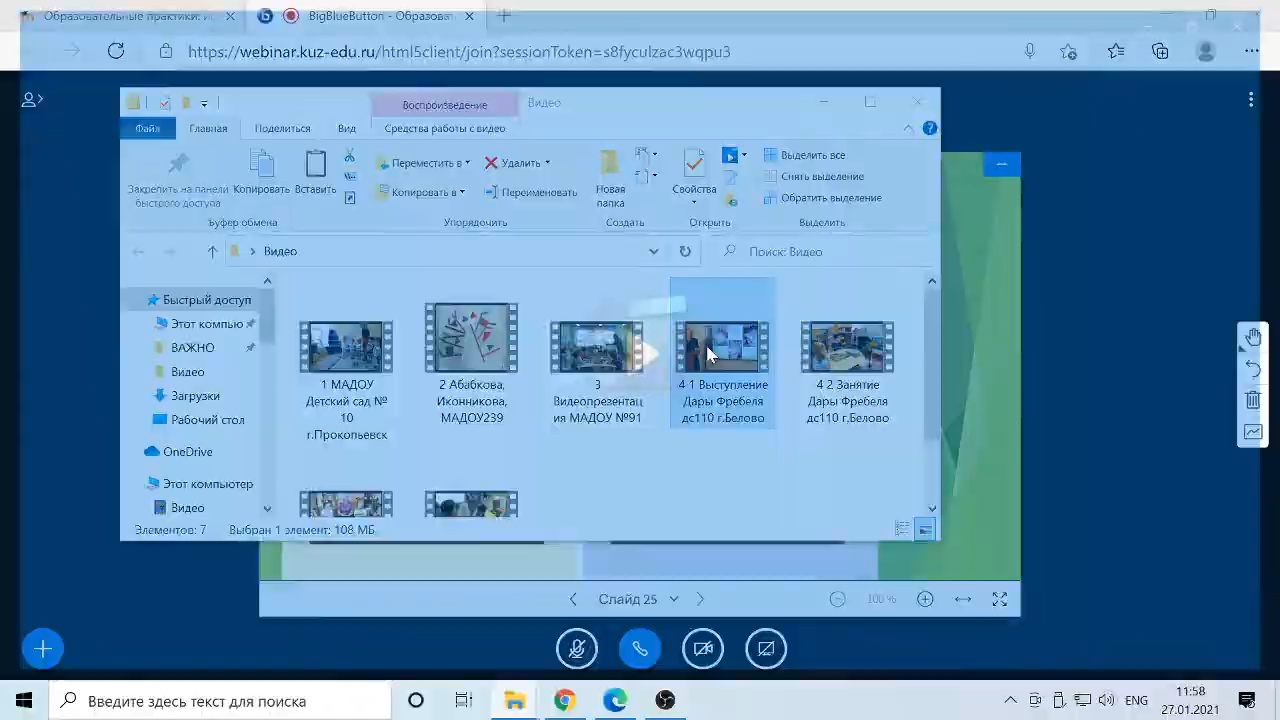 Образовательные практики:
BigBlueButton - Образоват
https://webinar.kuz-edu.ru/html5client/join?sessionToken=s8fyculzac3wqpu3
Воспроизведение
Видео
Файл
Главная
Поделиться
Вид
Средства работы с видео
Закрепить на панели
быстрого доступа
Копировать
Вставить
Буфер обмена
Переместить в
Копировать в
Удалить
Переименовать
Упорядочить
Новая
папка
Создать
Свойства
Открыть
Выделить все
Снять выделение
Обратить выделение
Выделить
Видео
Поиск: Видео
Быстрый доступ
Этот компью
ВАЖНО
Видео
Загрузки
Рабочий стол
OneDrive
Этот компьютер
Видео
1 МАДОУ
Детский сад №
10
г.Прокопьевск
2 Абабкова,
Иконникова,
МАДОУ239
3
Видеопрезентац
ия МАДОУ №91
4 1 Выступление
Дары Фребеля
дс110 г.Белово
4 2 Занятие
Дары Фребеля
дс110 г.Белово
Элементов: 7
Выбран 1 элемент: 108 МБ
Слайд 25
100 %
Введите здесь текст для поиска
ENG
11:58
27.01.2021